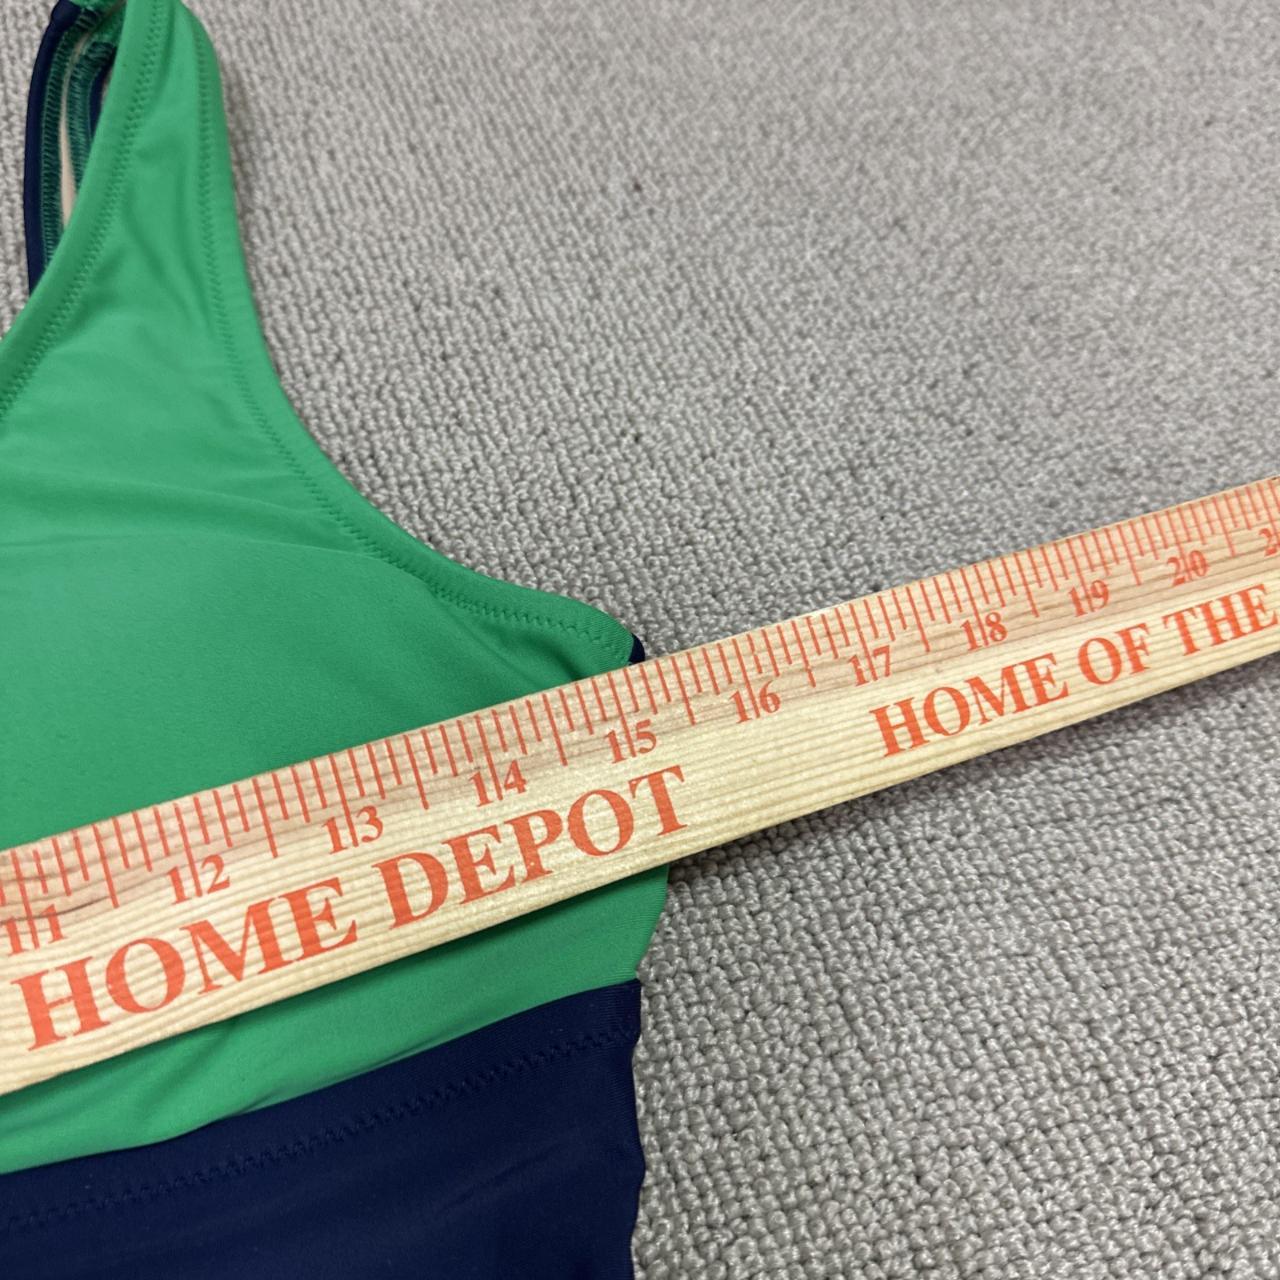 11 12 13 14 15 16 17 18 19 20
HOME DEPOT HOME OF THE